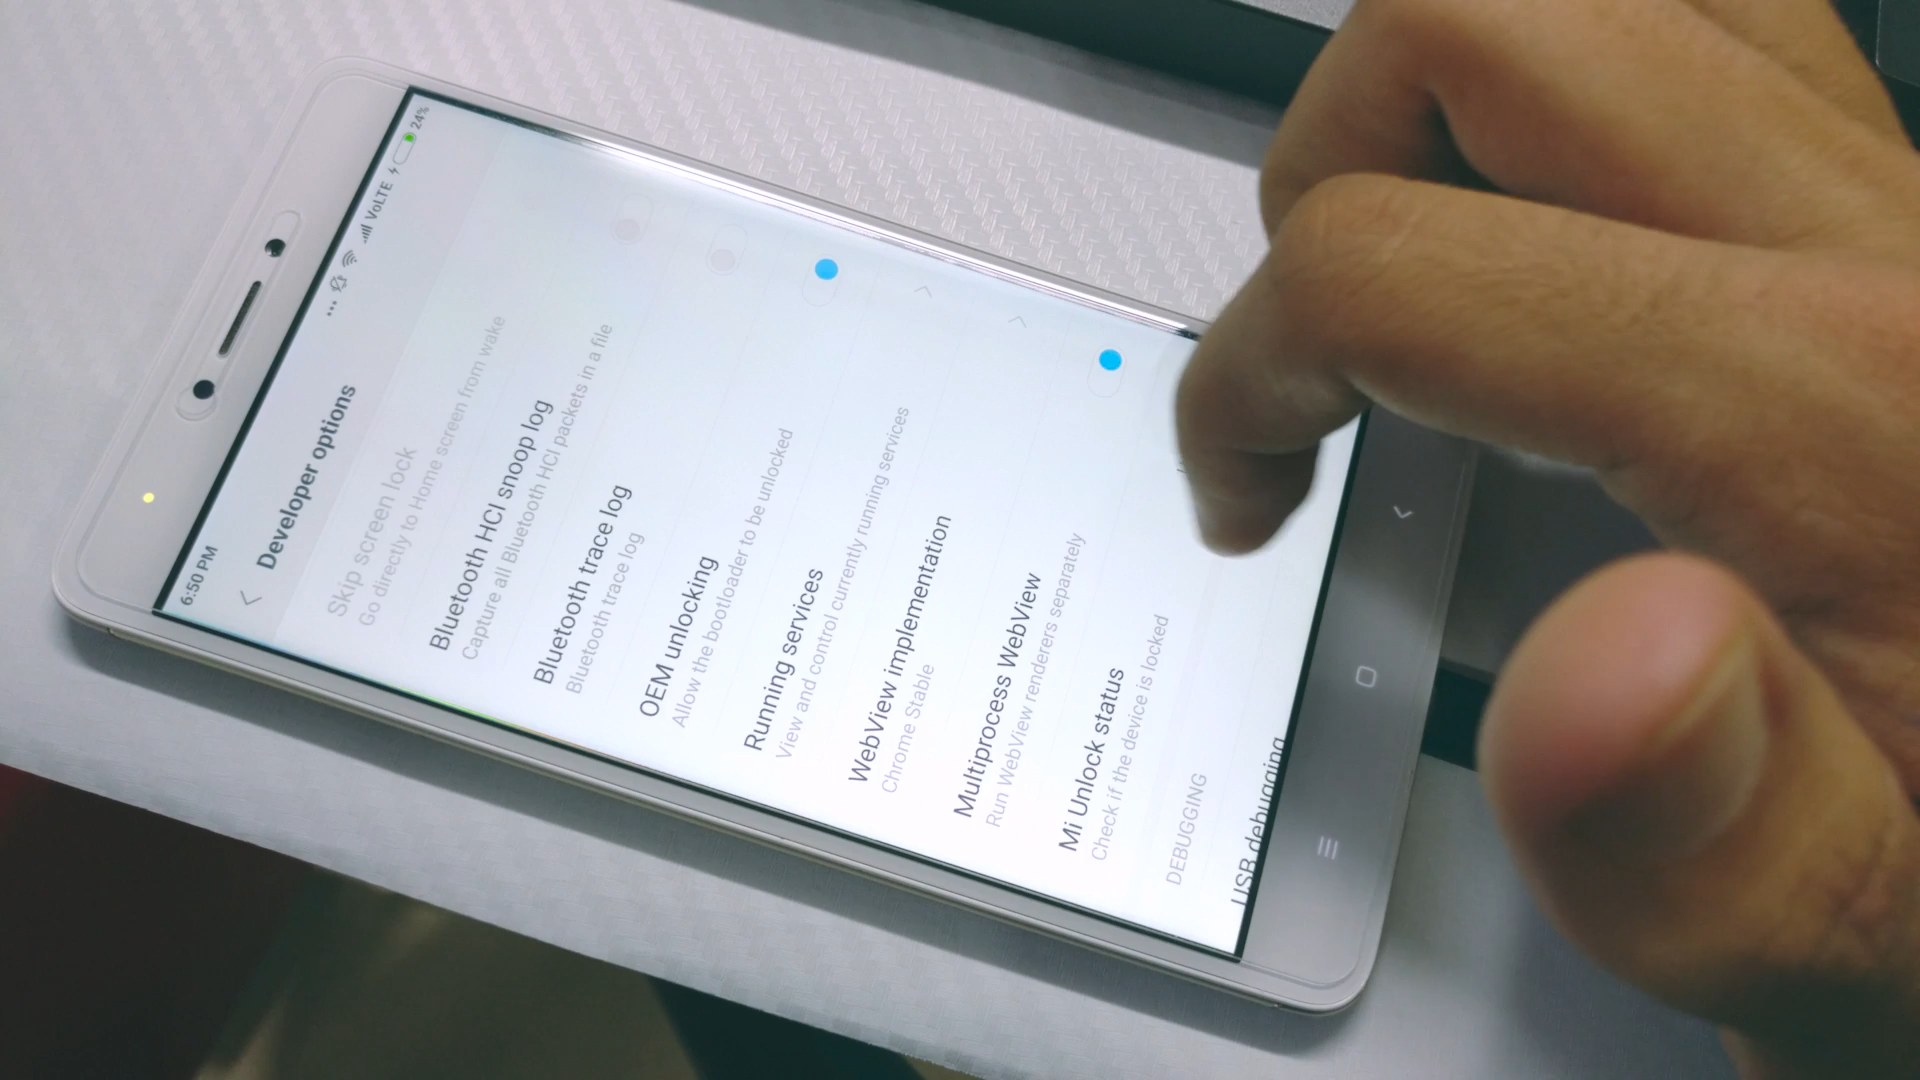 6:50 PM
VoLTE 24%
Developer options
Skip screen lock
Go directly to Home screen from wake
Bluetooth HCI snoop log
Capture all Bluetooth HCI packets in a file
Bluetooth trace log
Bluetooth trace log
OEM unlocking
Allow the bootloader to be unlocked
Running services
View and control currently running services
WebView implementation
Chrome Stable
Multiprocess WebView
Run WebView renderers separately
Mi Unlock status
Check if the device is locked
DEBUGGING
USB debugging